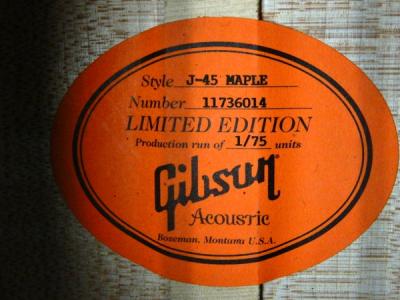 Style J-45 MAPLE
Number 11736014
LIMITED EDITION
Production run of 1/75 units
Gibson
Acoustic
Bozeman, Montana U.S.A.